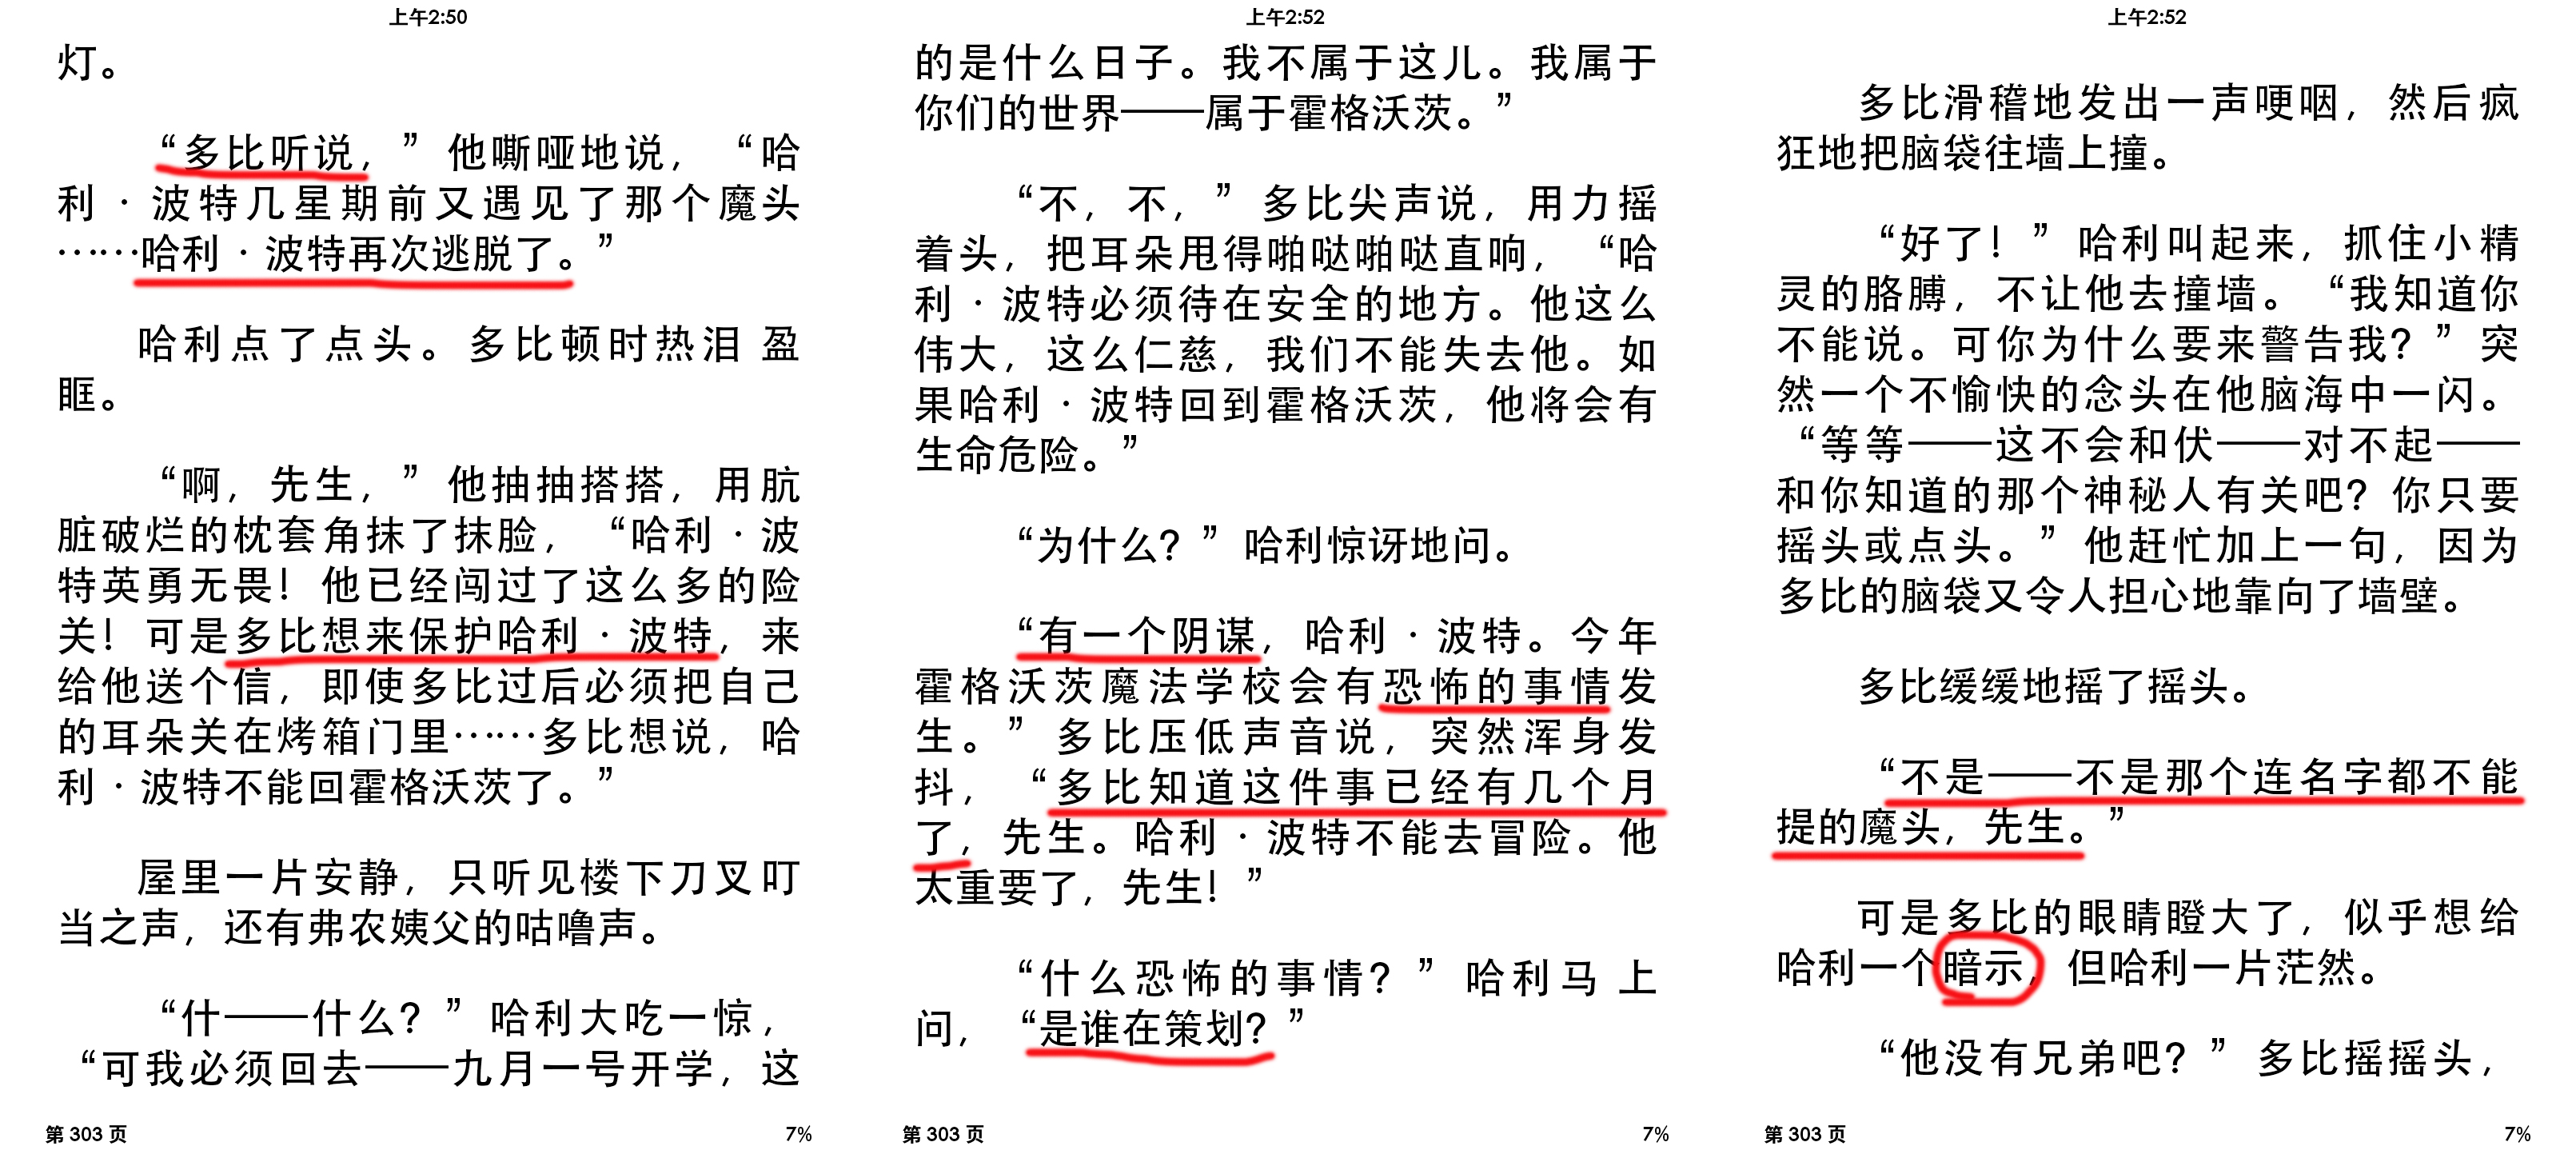 上午2:50
灯。
“多比听说，”他嘶哑地说，“哈
利·波特几星期前又遇见了那个魔头
……哈利·波特再次逃脱了。”
哈利点了点头。多比顿时热泪 盈
眶。
“啊，先生，”他抽抽搭搭，用肮
脏破烂的枕套角抹了抹脸，“哈利·波
特英勇无畏！他已经闯过了这么多的险
关！可是多比想来保护哈利·波特，来
给他送个信，即使多比过后必须把自己
的耳朵关在烤箱门里……多比想说，哈
利·波特不能回霍格沃茨了。”
屋里一片安静，只听见楼下刀叉叮
当之声，还有弗农姨父的咕噜声。
“什——什么？”哈利大吃一惊，
“可我必须回去——九月一号开学，这
第 303 页
7%
上午2:52
的是什么日子。我不属于这儿。我属于
你们的世界——属于霍格沃茨。”
“不，不，”多比尖声说，用力摇
着头，把耳朵甩得啪哒啪哒直响，“哈
利·波特必须待在安全的地方。他这么
伟大，这么仁慈，我们不能失去他。如
果哈利·波特回到霍格沃茨，他将会有
生命危险。”
“为什么？”哈利惊讶地问。
“有一个阴谋，哈利·波特。今年
霍格沃茨魔法学校会有恐怖的事情发
生。”多比压低声音说，突然浑身发
抖，“多比知道这件事已经有几个月
了，先生。哈利·波特不能去冒险。他
太重要了，先生！”
“什么恐怖的事情？”哈利马 上
问，“是谁在策划？”
第 303 页
7%
上午2:52
多比滑稽地发出一声哽咽，然后疯
狂地把脑袋往墙上撞。
“好了！”哈利叫起来，抓住小精
灵的胳膊，不让他去撞墙。“我知道你
不能说。可你为什么要来警告我？”突
然一个不愉快的念头在他脑海中一闪。
“等等——这不会和伏——对不起——
和你知道的那个神秘人有关吧？你只要
摇头或点头。”他赶忙加上一句，因为
多比的脑袋又令人担心地靠向了墙壁。
多比缓缓地摇了摇头。
“不是——不是那个连名字都不能
提的魔头，先生。”
可是多比的眼睛瞪大了，似乎想给
哈利一个暗示，但哈利一片茫然。
“他没有兄弟吧？”多比摇摇头，
第 303 页
7%